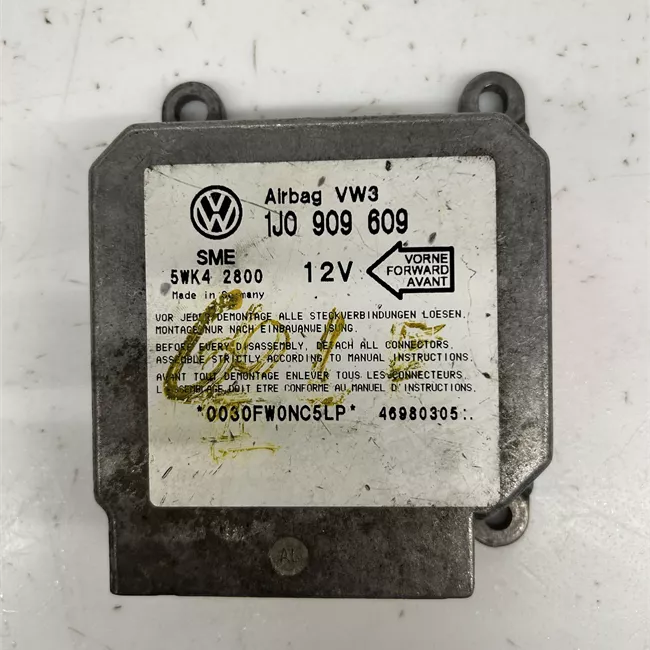 VW
Airbag VW3
1J0 909 609
SME
5WK4 2800
Made in Germany
12V
VORNE
FORWARD
AVANT
VOR JEDER DEMONTAGE ALLE STECKVERBINDUNGEN LOESEN.
MONTAGE NUR NACH EINBAUANWEISUNG.
BEFORE EVERY DISASSEMBLY, DETACH ALL CONNECTORS.
ASSEMBLE STRICTLY ACCORDING TO MANUAL INSTRUCTIONS.
AVANT TOUT DEMONTAGE ENLEVER TOUS LES CONNECTEURS.
L'ASSEMBLAGE DOIT ETRE CONFORME AU MANUEL D'INSTRUCTIONS.
*0030FW0NC5LP* 46980305:.
AL